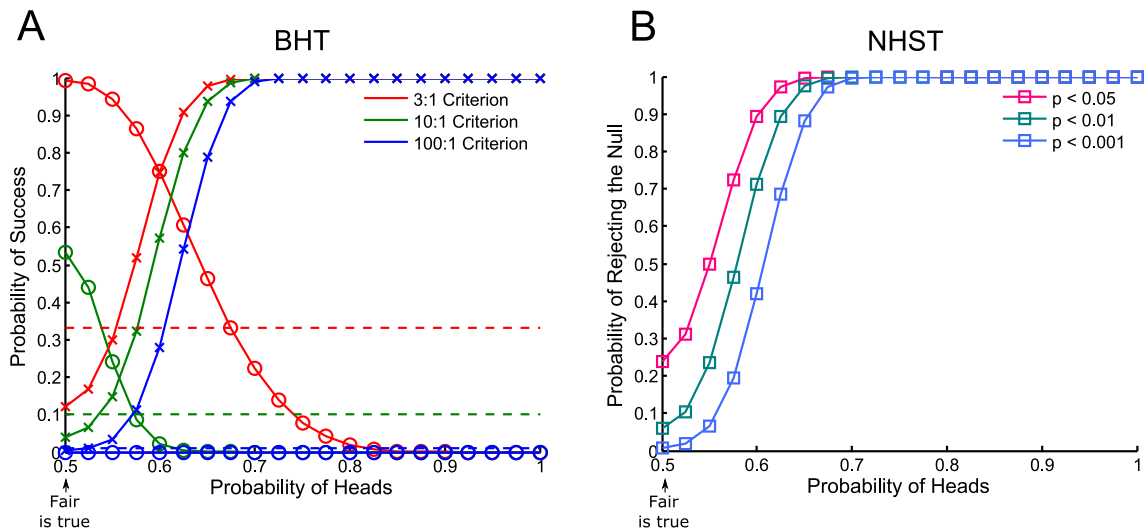 A
BHT
Probability of Success
1
0.9
0.8
0.7
0.6
0.5
0.4
0.3
0.2
0.1
0
3:1 Criterion
10:1 Criterion
100:1 Criterion
0.5
0.6
0.7
0.8
0.9
1
Probability of Heads
Fair
is true
B
NHST
Probability of Rejecting the Null
1
0.9
0.8
0.7
0.6
0.5
0.4
0.3
0.2
0.1
0
p < 0.05
p < 0.01
p < 0.001
0.5
0.6
0.7
0.8
0.9
1
Probability of Heads
Fair
is true